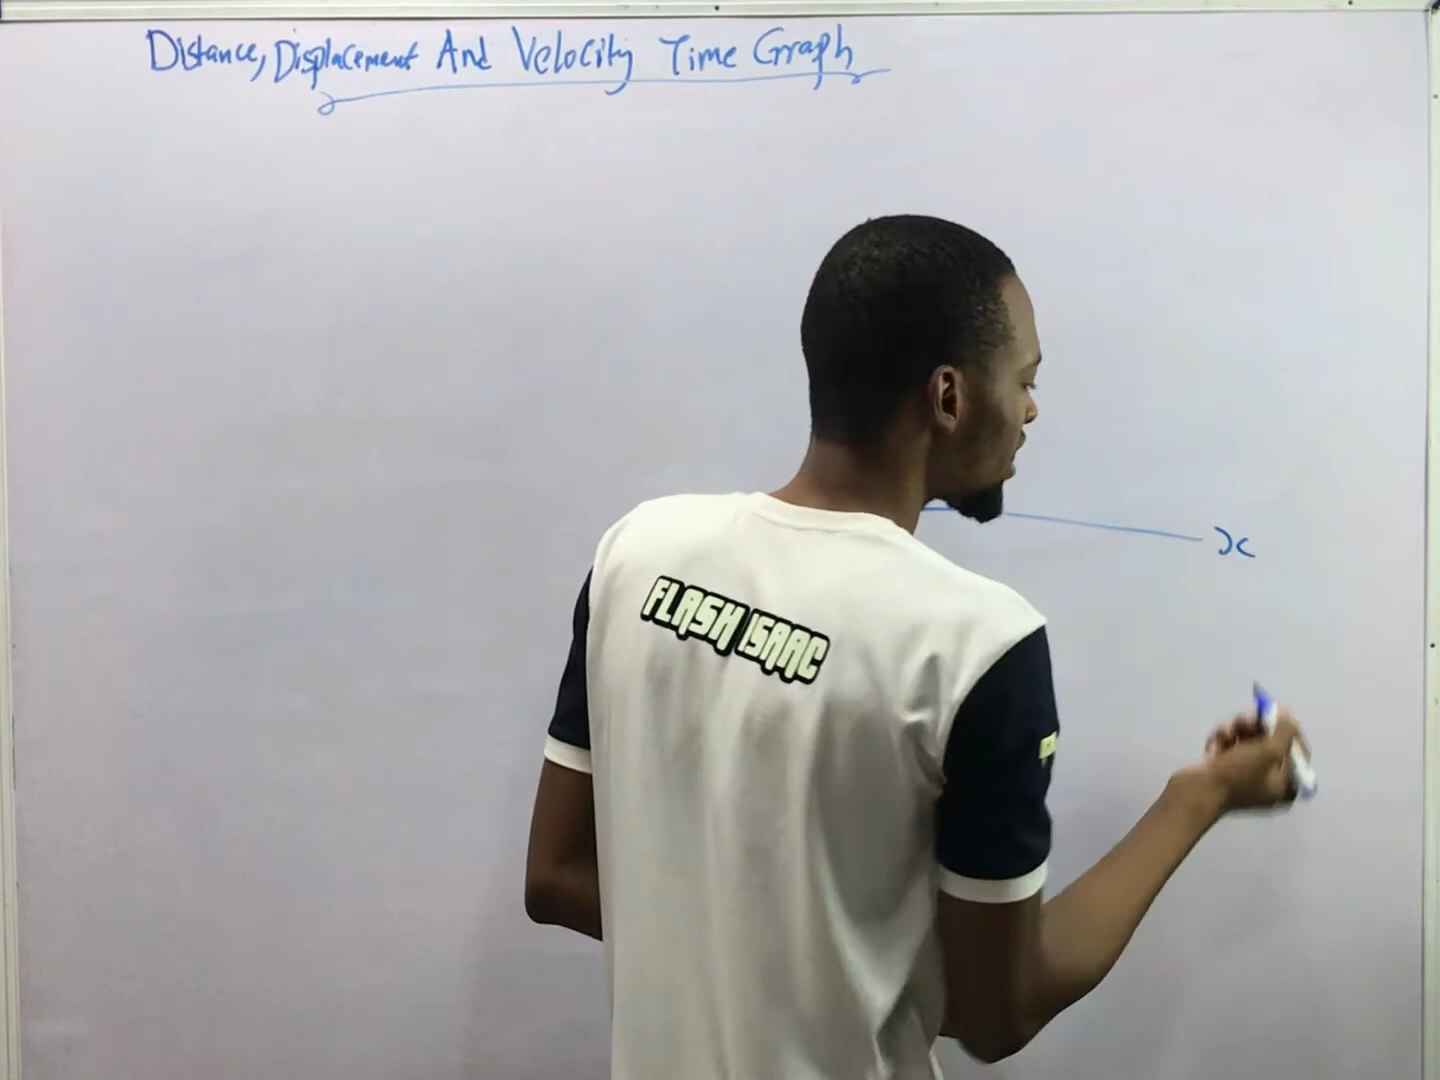 Distance, Displacement And Velocity Time Graph
x
FLASH ISAAC